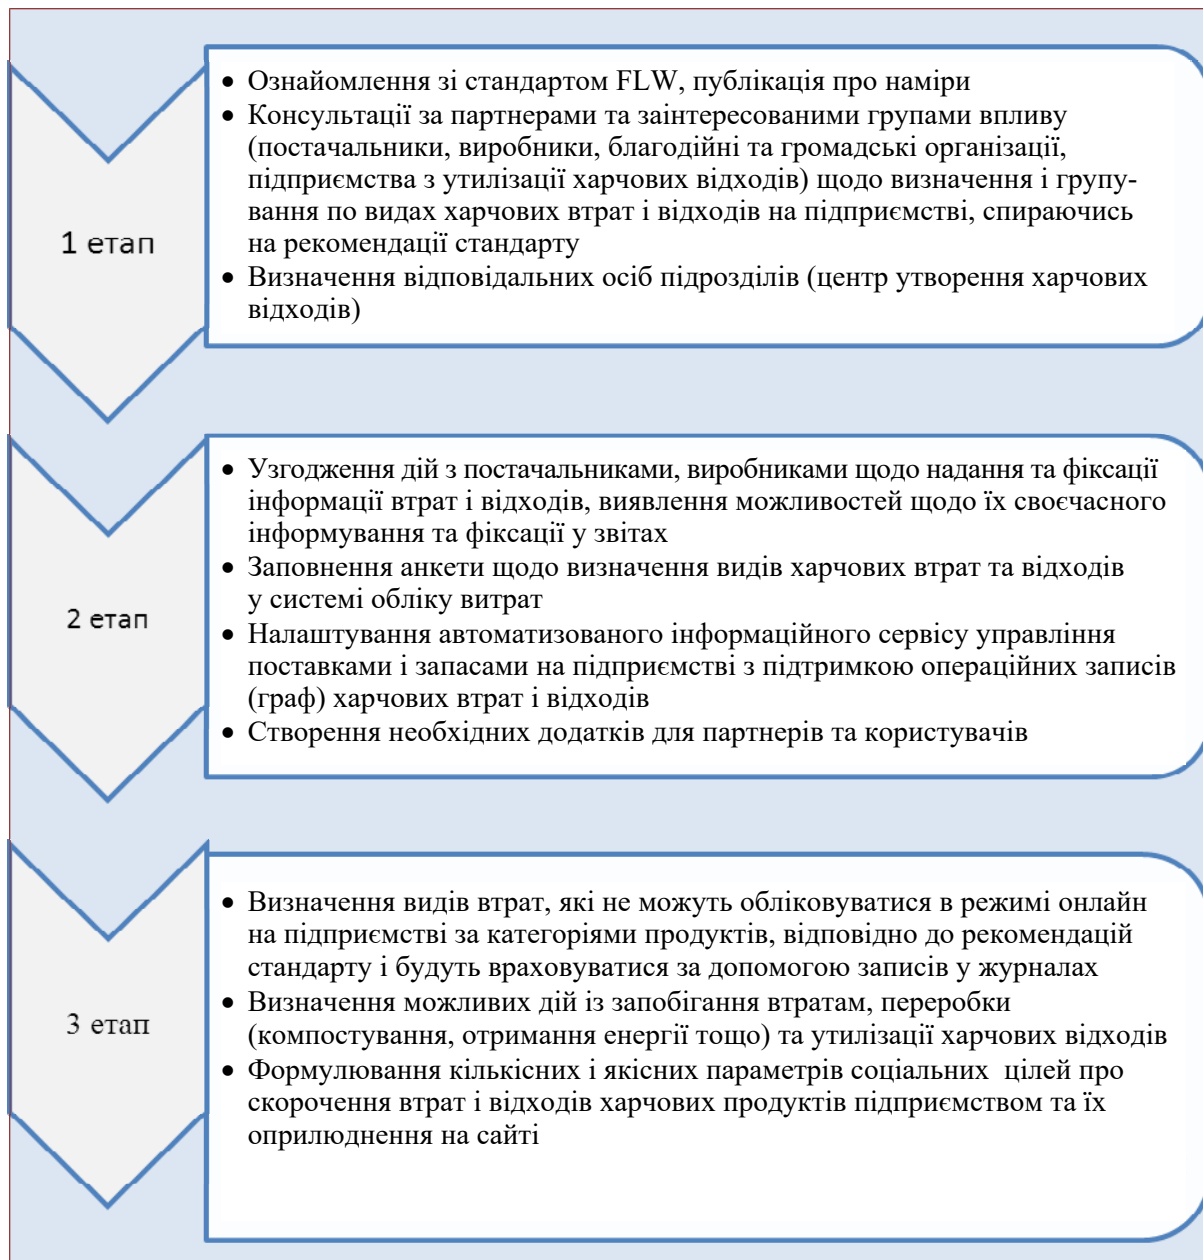 1 етап
• Ознайомлення зі стандартом FLW, публікація про наміри
• Консультації за партнерами та заінтересованими групами впливу
(постачальники, виробники, благодійні та громадські організації,
підприємства з утилізації харчових відходів) щодо визначення і групу-
вання по видах харчових втрат і відходів на підприємстві, спираючись
на рекомендації стандарту
• Визначення відповідальних осіб підрозділів (центр утворення харчових
відходів)
2 етап
• Узгодження дій з постачальниками, виробниками щодо надання та фіксації
інформації втрат і відходів, виявлення можливостей щодо їх своєчасного
інформування та фіксації у звітах
• Заповнення анкети щодо визначення видів харчових втрат та відходів
у системі обліку витрат
• Налаштування автоматизованого інформаційного сервісу управління
поставками і запасами на підприємстві з підтримкою операційних записів
(граф) харчових втрат і відходів
• Створення необхідних додатків для партнерів та користувачів
3 етап
• Визначення видів втрат, які не можуть обліковуватися в режимі онлайн
на підприємстві за категоріями продуктів, відповідно до рекомендацій
стандарту і будуть враховуватися за допомогою записів у журналах
• Визначення можливих дій із запобігання втратам, переробки
(компостування, отримання енергії тощо) та утилізації харчових відходів
• Формулювання кількісних і якісних параметрів соціальних цілей про
скорочення втрат і відходів харчових продуктів підприємством та їх
оприлюднення на сайті